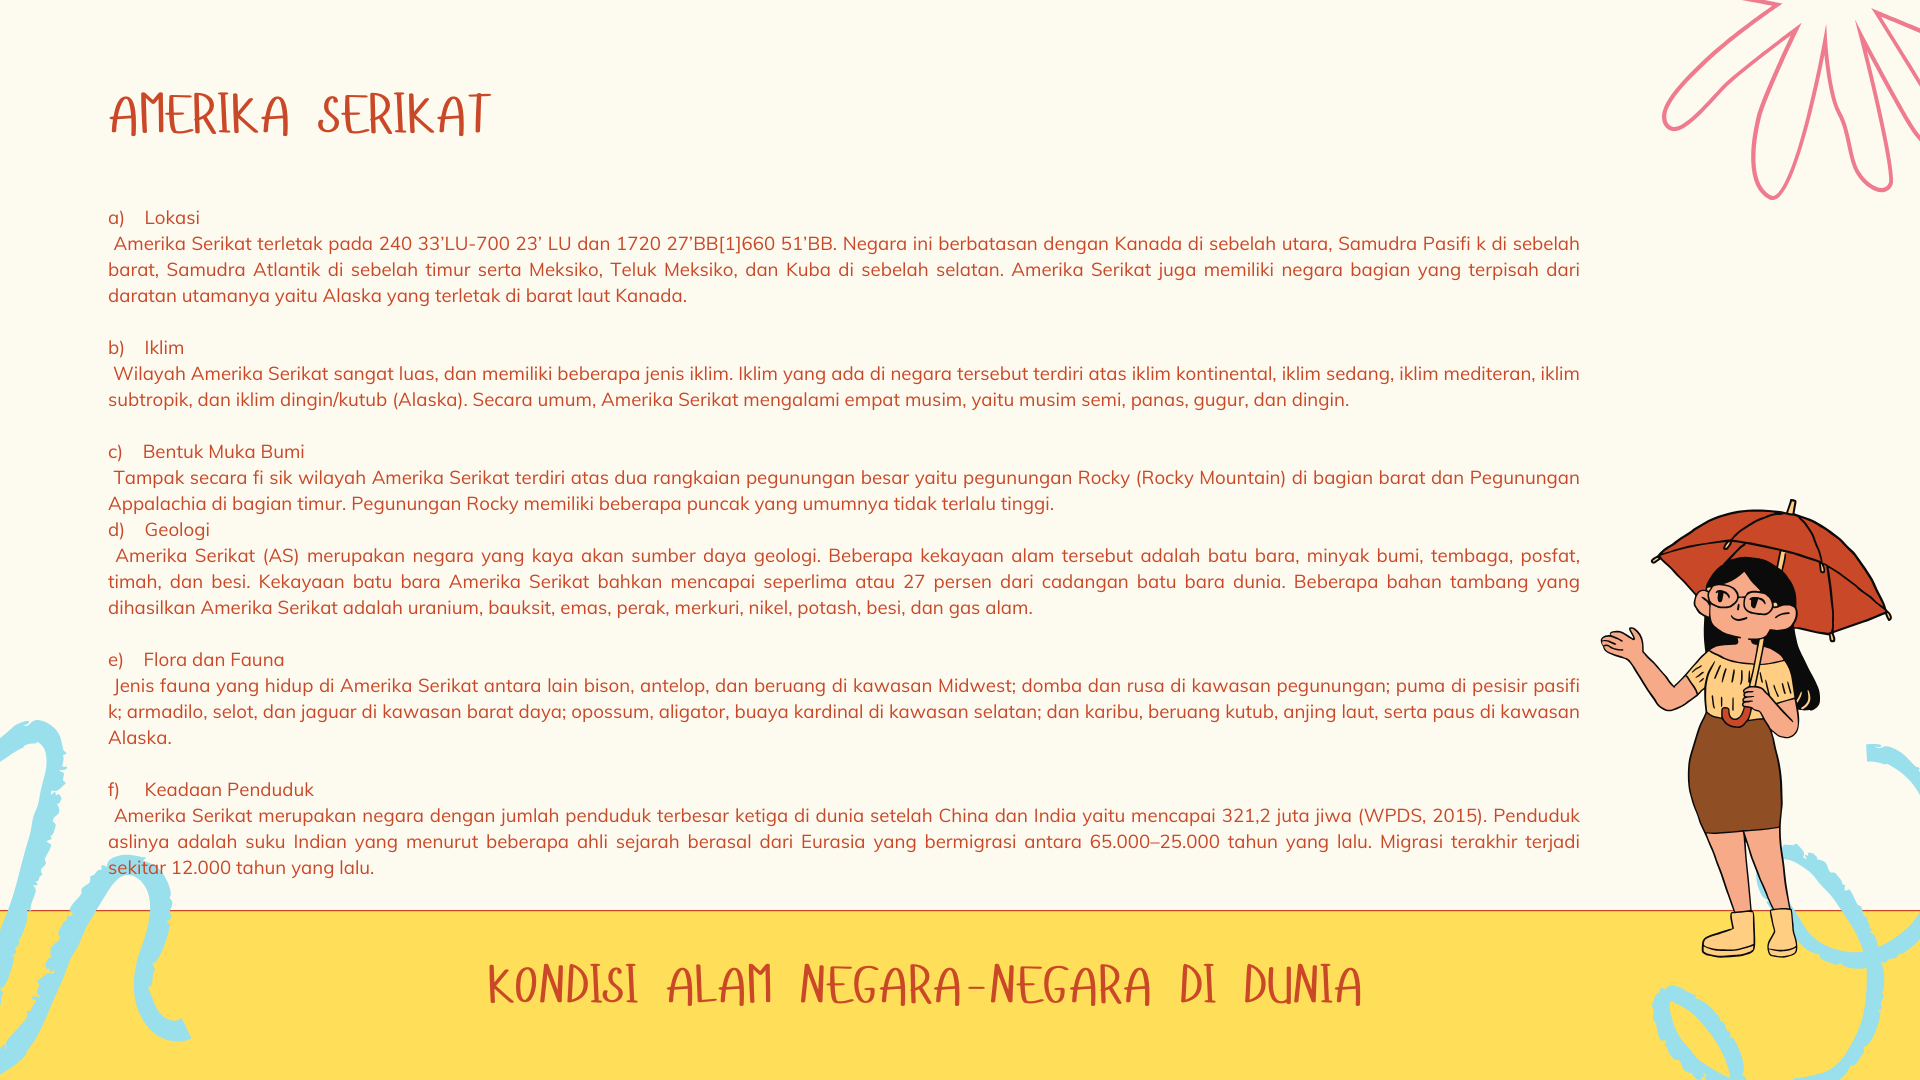 AMERIKA SERIKAT
a) Lokasi
Amerika Serikat terletak pada 240 33’LU-700 23’ LU dan 1720 27’BB[1]660 51’BB. Negara ini berbatasan dengan Kanada di sebelah utara, Samudra Pasifi k di sebelah
barat, Samudra Atlantik di sebelah timur serta Meksiko, Teluk Meksiko, dan Kuba di sebelah selatan. Amerika Serikat juga memiliki negara bagian yang terpisah dari
daratan utamanya yaitu Alaska yang terletak di barat laut Kanada.
b) Iklim
Wilayah Amerika Serikat sangat luas, dan memiliki beberapa jenis iklim. Iklim yang ada di negara tersebut terdiri atas iklim kontinental, iklim sedang, iklim mediteran, iklim
subtropik, dan iklim dingin/kutub (Alaska). Secara umum, Amerika Serikat mengalami empat musim, yaitu musim semi, panas, gugur, dan dingin.
c) Bentuk Muka Bumi
Tampak secara fi sik wilayah Amerika Serikat terdiri atas dua rangkaian pegunungan besar yaitu pegunungan Rocky (Rocky Mountain) di bagian barat dan Pegunungan
Appalachia di bagian timur. Pegunungan Rocky memiliki beberapa puncak yang umumnya tidak terlalu tinggi.
d) Geologi
Amerika Serikat (AS) merupakan negara yang kaya akan sumber daya geologi. Beberapa kekayaan alam tersebut adalah batu bara, minyak bumi, tembaga, posfat,
timah, dan besi. Kekayaan batu bara Amerika Serikat bahkan mencapai seperlima atau 27 persen dari cadangan batu bara dunia. Beberapa bahan tambang yang
dihasilkan Amerika Serikat adalah uranium, bauksit, emas, perak, merkuri, nikel, potash, besi, dan gas alam.
e) Flora dan Fauna
Jenis fauna yang hidup di Amerika Serikat antara lain bison, antelop, dan beruang di kawasan Midwest; domba dan rusa di kawasan pegunungan; puma di pesisir pasifi
k; armadilo, selot, dan jaguar di kawasan barat daya; opossum, aligator, buaya kardinal di kawasan selatan; dan karibu, beruang kutub, anjing laut, serta paus di kawasan
Alaska.
f) Keadaan Penduduk
Amerika Serikat merupakan negara dengan jumlah penduduk terbesar ketiga di dunia setelah China dan India yaitu mencapai 321,2 juta jiwa (WPDS, 2015). Penduduk
aslinya adalah suku Indian yang menurut beberapa ahli sejarah berasal dari Eurasia yang bermigrasi antara 65.000–25.000 tahun yang lalu. Migrasi terakhir terjadi
sekitar 12.000 tahun yang lalu.
KONDISI ALAM NEGARA-NEGARA DI DUNIA